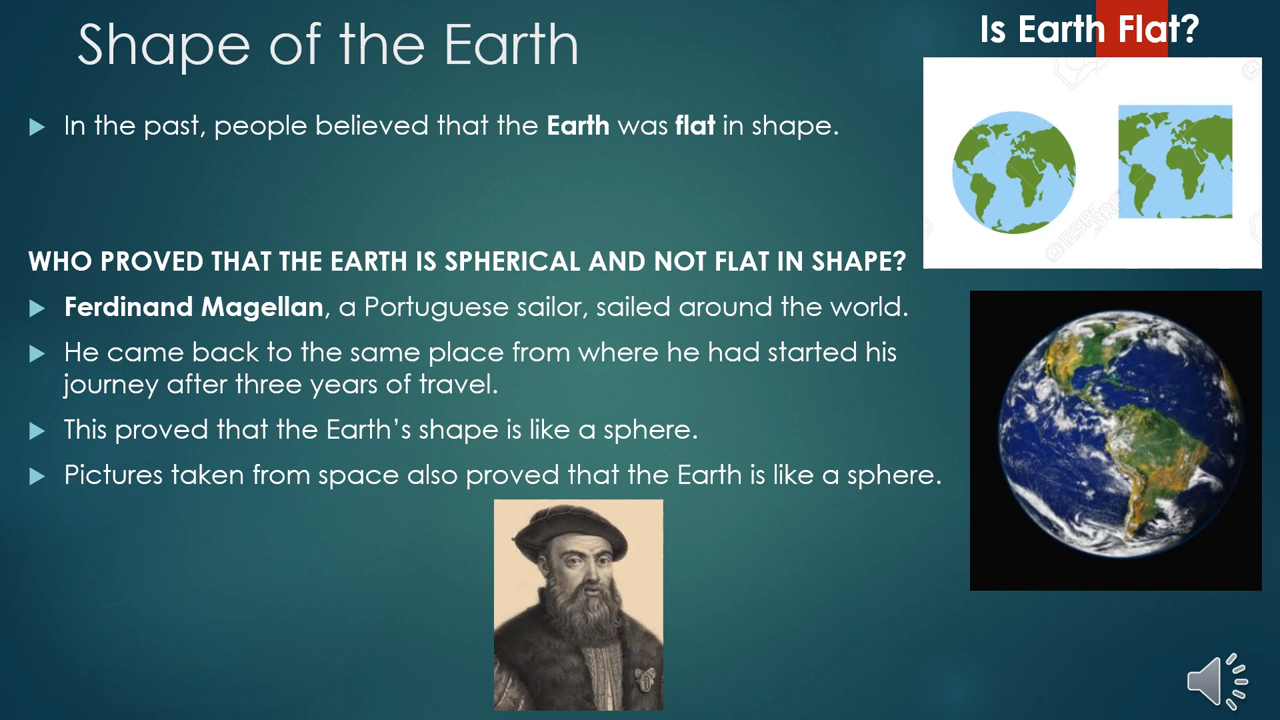 Shape of the Earth
Is Earth Flat?
In the past, people believed that the Earth was flat in shape.
WHO PROVED THAT THE EARTH IS SPHERICAL AND NOT FLAT IN SHAPE?
Ferdinand Magellan, a Portuguese sailor, sailed around the world.
He came back to the same place from where he had started his
journey after three years of travel.
This proved that the Earth’s shape is like a sphere.
Pictures taken from space also proved that the Earth is like a sphere.